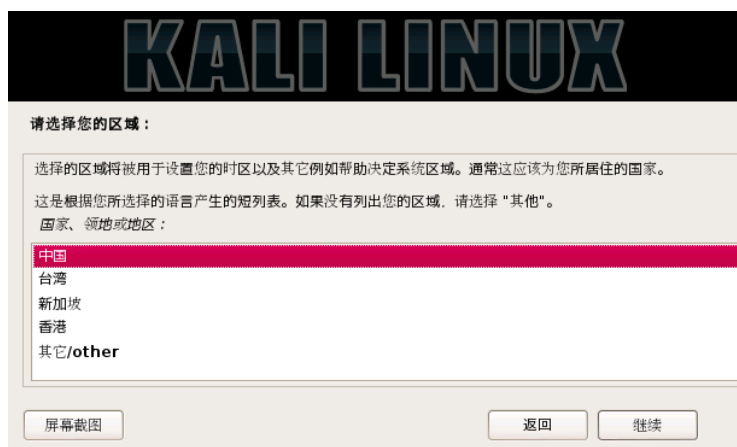 KALI LINUX
请选择您的区域：
选择的区域将被用于设置您的时区以及其它例如帮助决定系统区域。通常这应该为您所居住的国家。
这是根据您所选择的语言产生的短列表。如果没有列出您的区域，请选择 "其他"。
国家、领地或地区：
中国
台湾
新加坡
香港
其它/other
屏幕截图 返回 继续